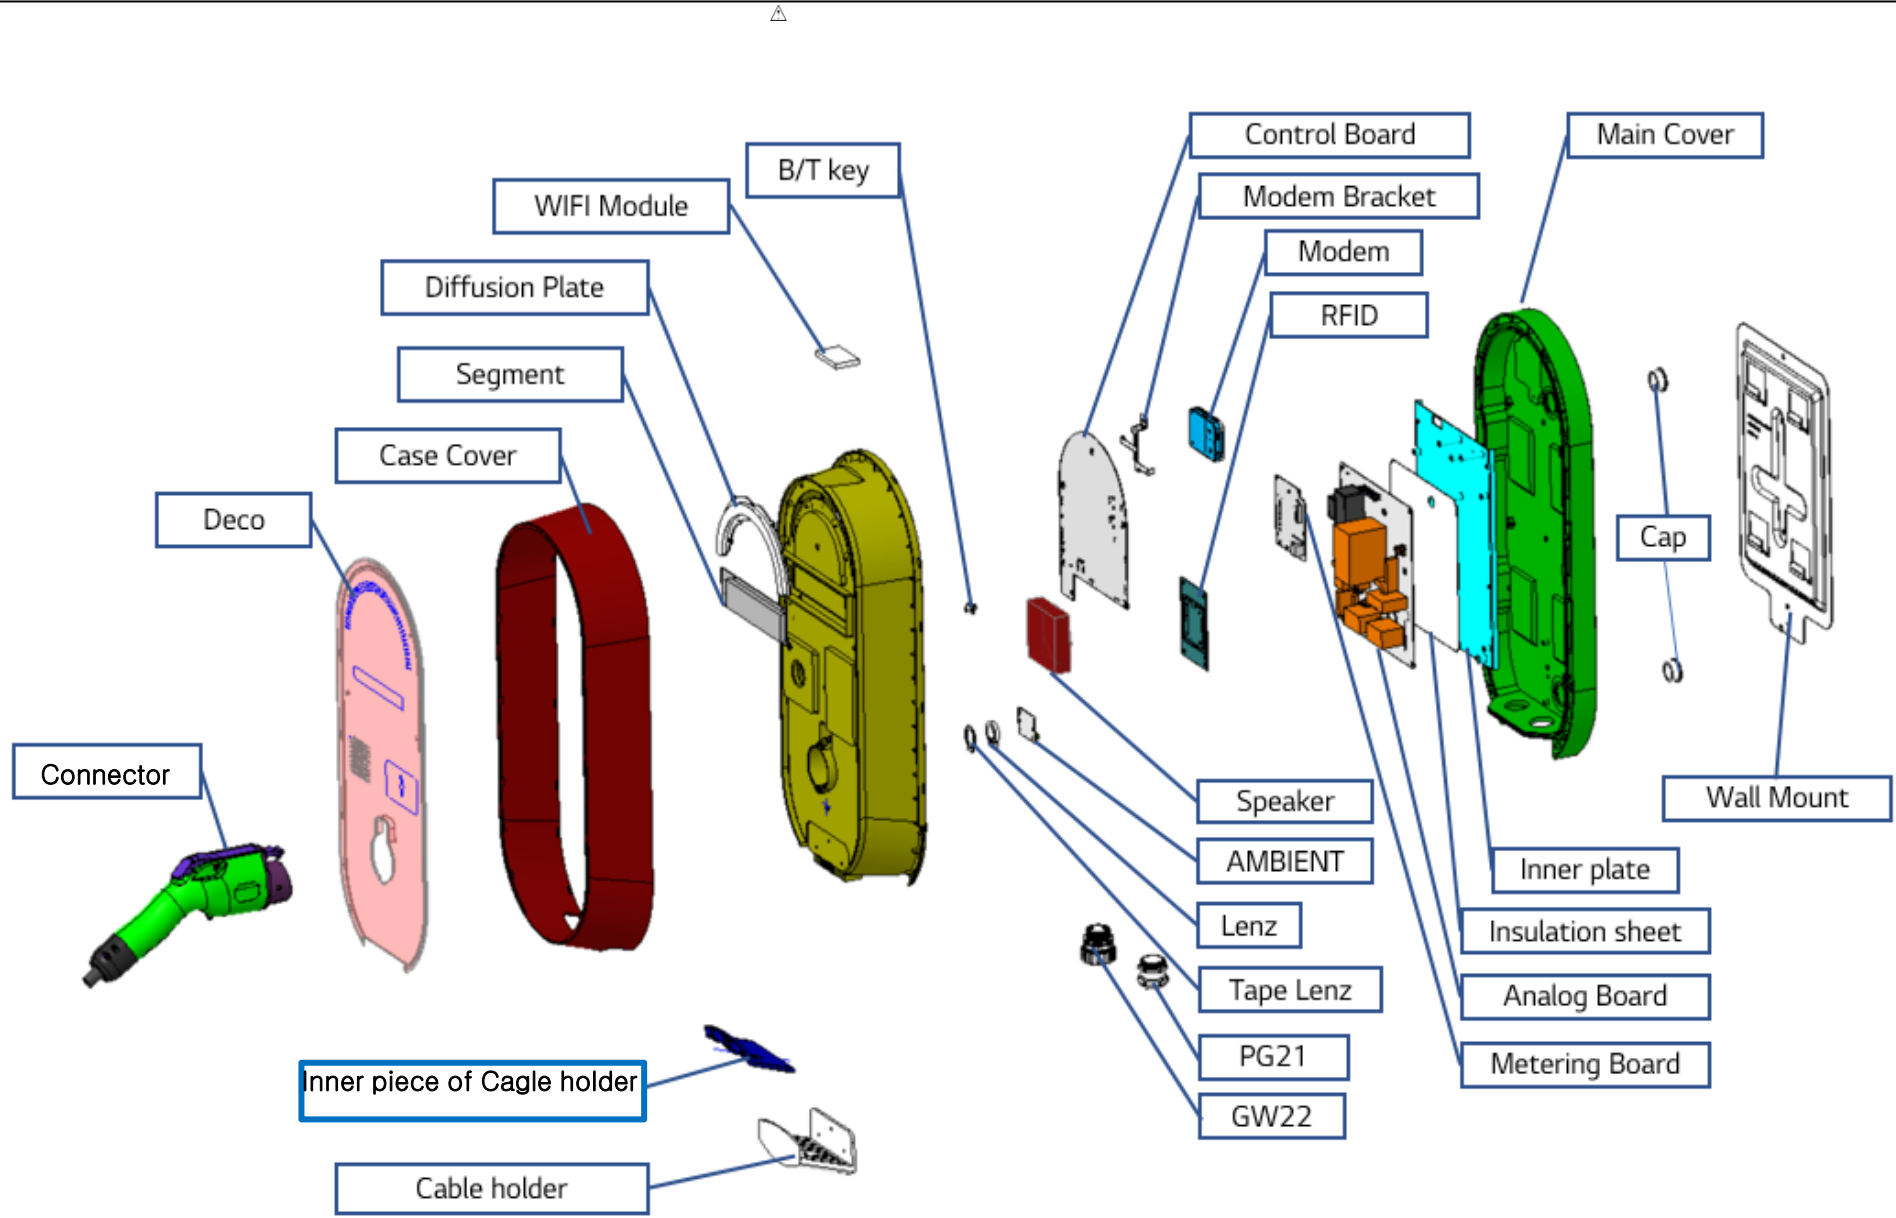 Control Board
Main Cover
B/T key
Modem Bracket
WIFI Module
Modem
Diffusion Plate
RFID
Segment
Case Cover
Deco
Cap
Connector
Speaker
Wall Mount
AMBIENT
Inner plate
Lenz
Insulation sheet
Tape Lenz
Analog Board
PG21
Metering Board
Inner piece of Cagle holder
GW22
Cable holder